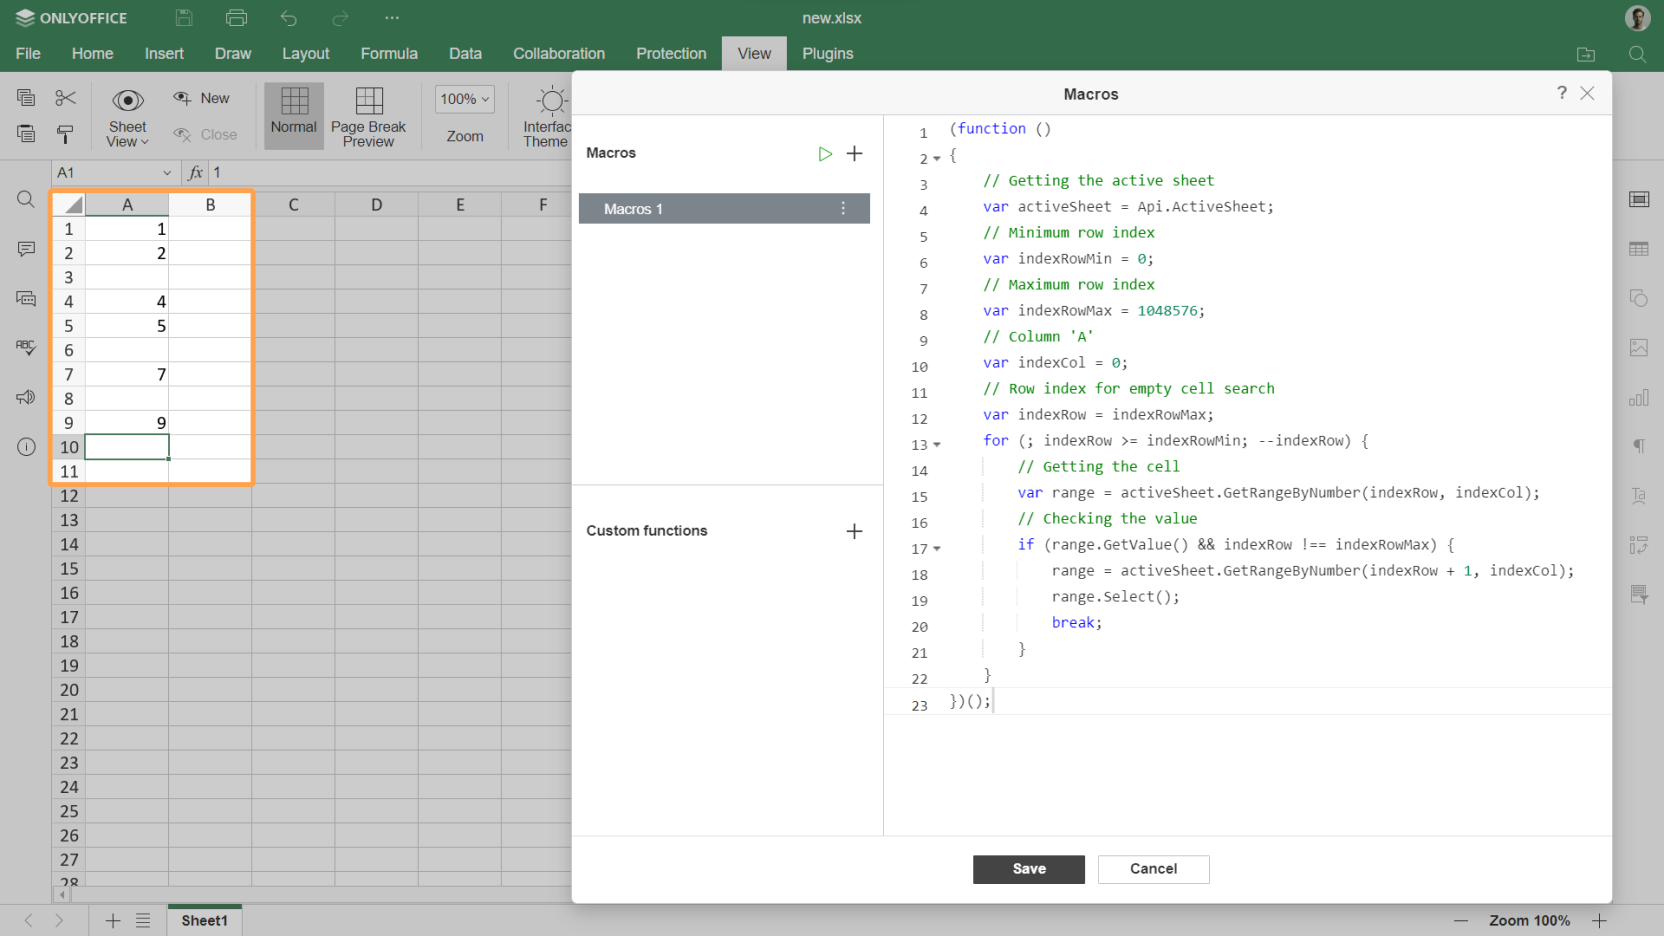 ONLYOFFICE
new.xlsx
File Home Insert Draw Layout Formula Data Collaboration Protection View Plugins
New
Close
Sheet
View
Normal
Page Break
Preview
100%
Zoom
Interfac
Theme
A1
fx 1
A B C D E F
1 1
2 2
3
4 4
5 5
6
7 7
8
9 9
10
11
12
13
14
15
16
17
18
19
20
21
22
23
24
25
26
27
28
Macros
?
Macros
Macros 1
Custom functions
1 (function ()
2 {
3 // Getting the active sheet
4 var activeSheet = Api.ActiveSheet;
5 // Minimum row index
6 var indexRowMin = 0;
7 // Maximum row index
8 var indexRowMax = 1048576;
9 // Column 'A'
10 var indexCol = 0;
11 // Row index for empty cell search
12 var indexRow = indexRowMax;
13 for (; indexRow >= indexRowMin; --indexRow) {
14 // Getting the cell
15 var range = activeSheet.GetRangeByNumber(indexRow, indexCol);
16 // Checking the value
17 if (range.GetValue() && indexRow !== indexRowMax) {
18 range = activeSheet.GetRangeByNumber(indexRow + 1, indexCol);
19 range.Select();
20 break;
21 }
22 }
23 })();
Save
Cancel
Sheet1
Zoom 100%
ABC
Ta